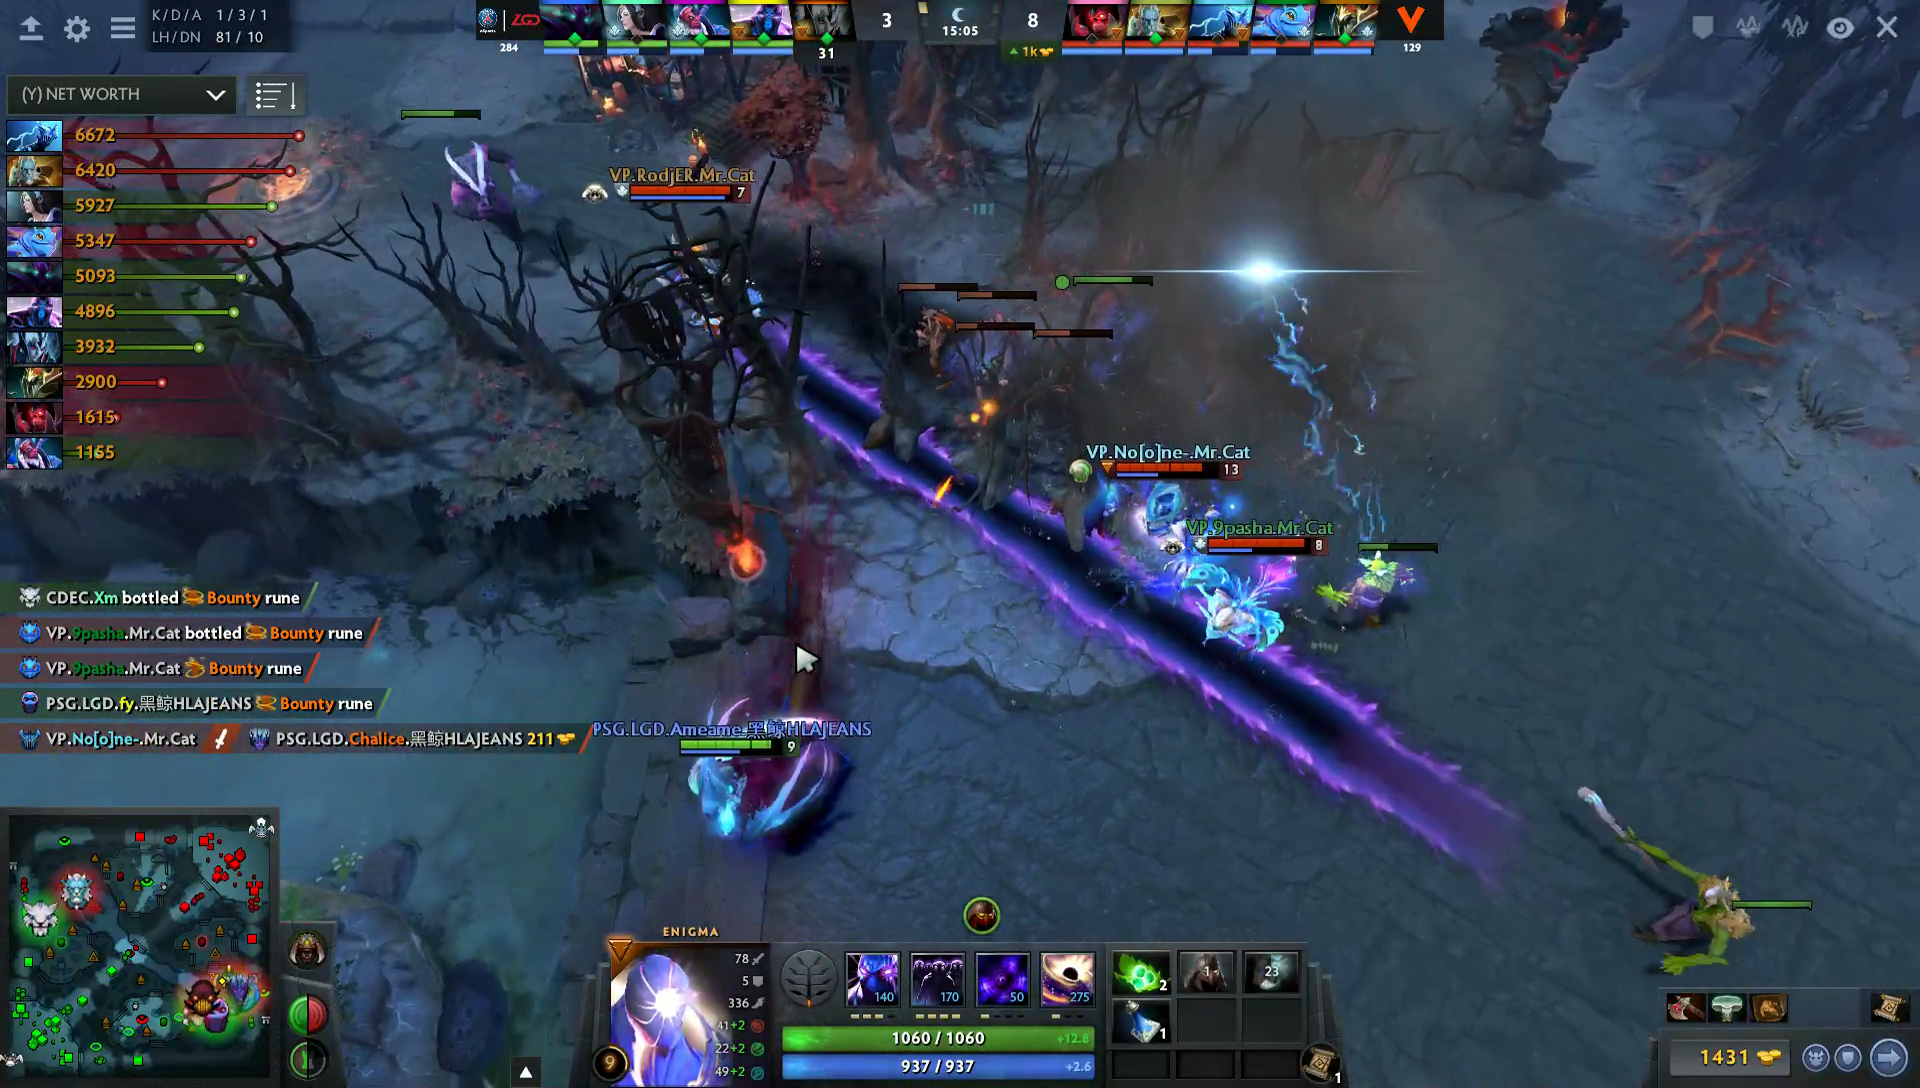 K/D/A 1/3/1
LH/DN 81/10
LGD
284
31
3
15:05
8
1k
129
(Y) NET WORTH
6672
6420
5927
5347
5093
4896
3932
2900
1615
1155
VP.RodjER.Mr.Cat
7
-107
VP.No[o]ne-.Mr.Cat
13
VP.9pasha.Mr.Cat
8
CDEC.Xm bottled Bounty rune
VP.9pasha.Mr.Cat bottled Bounty rune
VP.9pasha.Mr.Cat Bounty rune
PSG.LGD.fy.黑鲸HLAJEANS Bounty rune
VP.No[o]ne-.Mr.Cat PSG.LGD.Chalice.黑鲸HLAJEANS 211
PSG.LGD.Ameame.黑鲸HLAJEANS
9
ENIGMA
78
5
336
41+2
22+2
49+2
9
140
170
50
275
1060 / 1060
+12.8
937 / 937
+2.6
2
1
23
1
1
1431